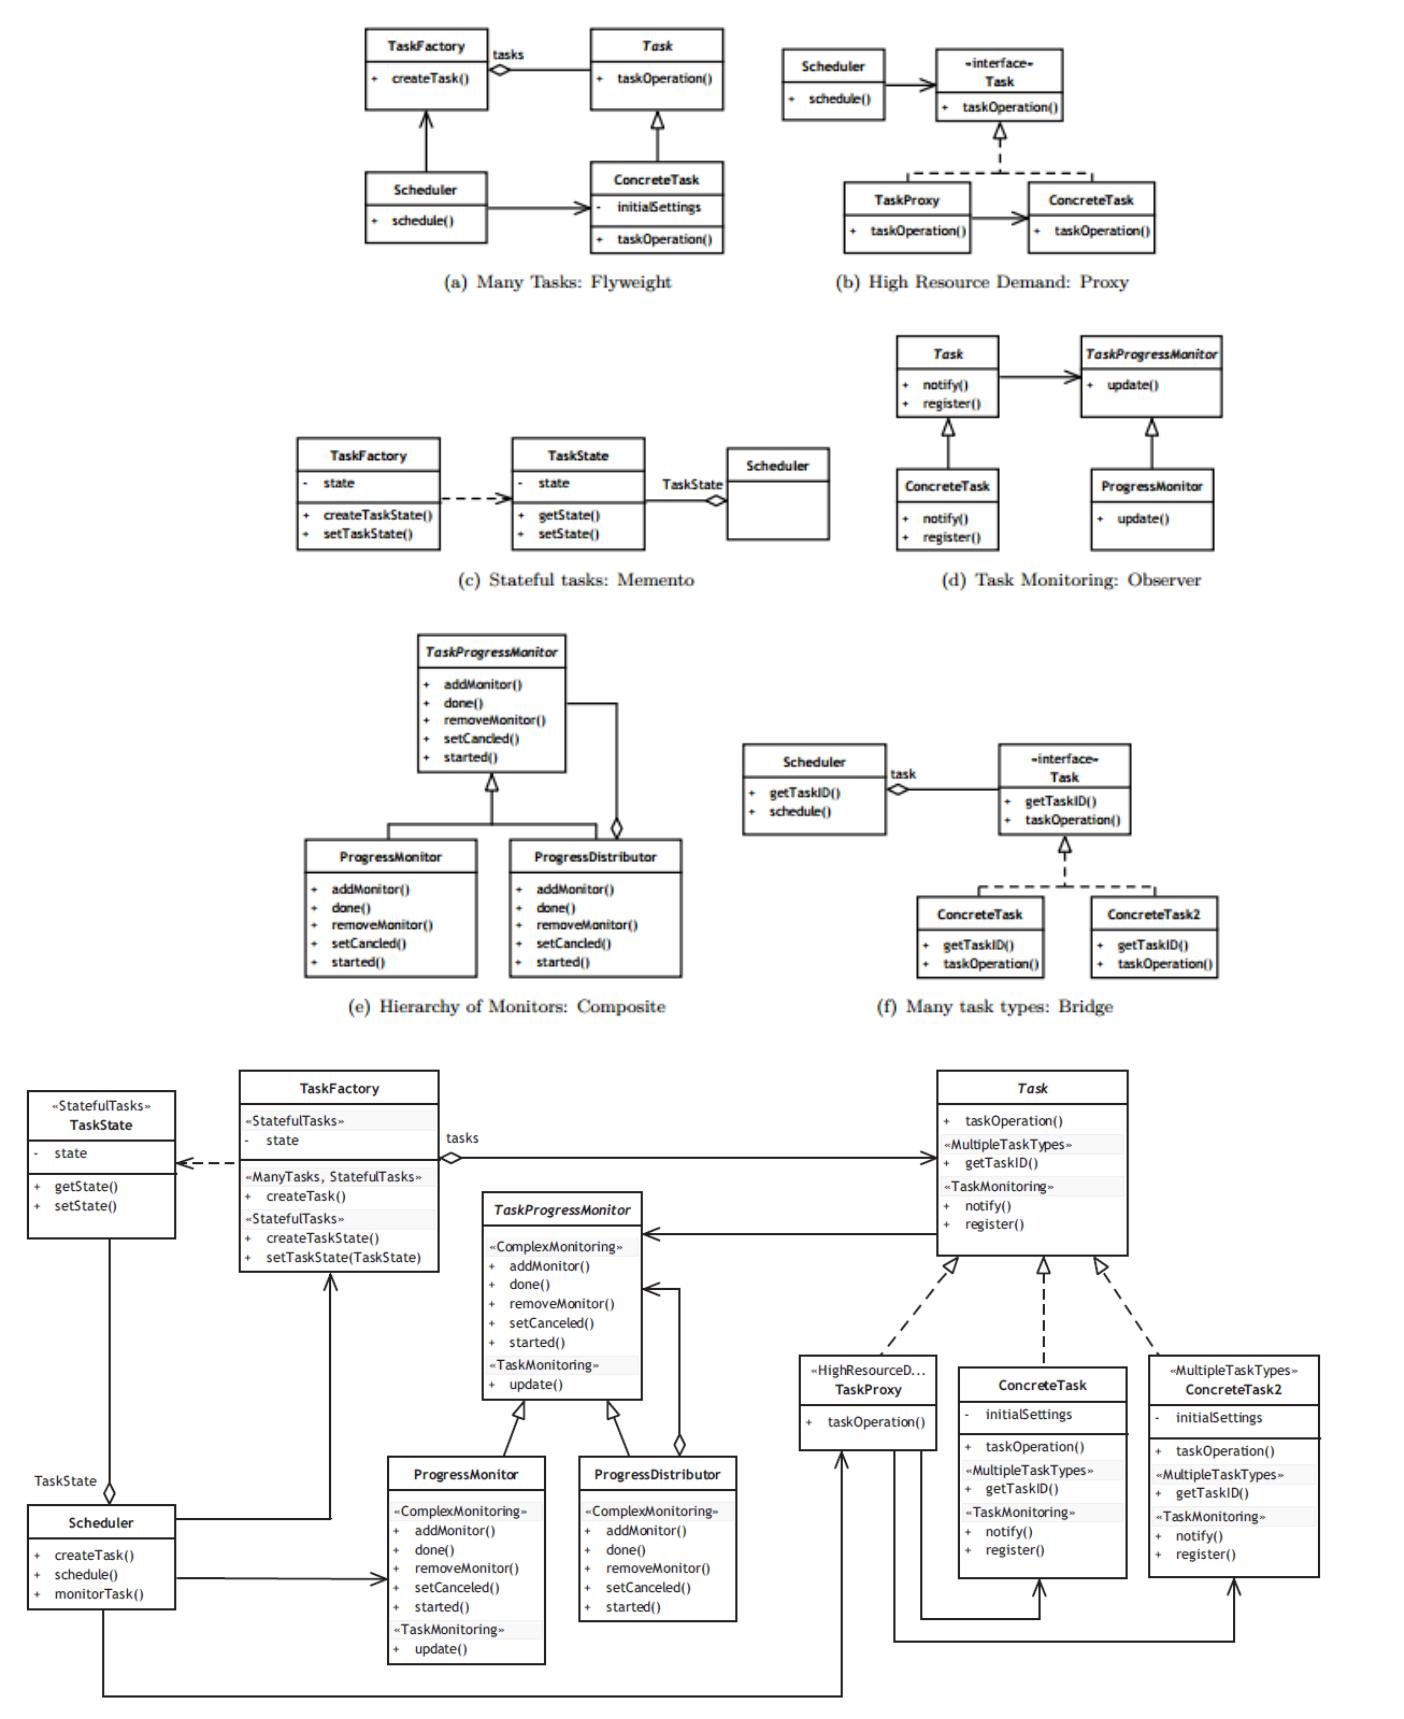 TaskFactory
+ createTask()
tasks
Task
+ taskOperation()
Scheduler
+ schedule()
ConcreteTask
- initialSettings
+ taskOperation()
(a) Many Tasks: Flyweight
Scheduler
+ schedule()
«interface»
Task
+ taskOperation()
TaskProxy
+ taskOperation()
ConcreteTask
+ taskOperation()
(b) High Resource Demand: Proxy
TaskFactory
- state
+ createTaskState()
+ setTaskState()
TaskState
- state
+ getState()
+ setState()
TaskState
Scheduler
(c) Stateful tasks: Memento
Task
+ notify()
+ register()
TaskProgressMonitor
+ update()
ConcreteTask
+ notify()
+ register()
ProgressMonitor
+ update()
(d) Task Monitoring: Observer
TaskProgressMonitor
+ addMonitor()
+ done()
+ removeMonitor()
+ setCancled()
+ started()
ProgressMonitor
+ addMonitor()
+ done()
+ removeMonitor()
+ setCancled()
+ started()
ProgressDistributor
+ addMonitor()
+ done()
+ removeMonitor()
+ setCancled()
+ started()
(e) Hierarchy of Monitors: Composite
Scheduler
+ getTaskID()
+ schedule()
task
«interface»
Task
+ getTaskID()
+ taskOperation()
ConcreteTask
+ getTaskID()
+ taskOperation()
ConcreteTask2
+ getTaskID()
+ taskOperation()
(f) Many task types: Bridge
«StatefulTasks»
TaskState
- state
+ getState()
+ setState()
TaskFactory
«StatefulTasks»
- state
«ManyTasks, StatefulTasks»
+ createTask()
«StatefulTasks»
+ createTaskState()
+ setTaskState(TaskState)
tasks
Task
+ taskOperation()
«MultipleTaskTypes»
+ getTaskID()
«TaskMonitoring»
+ notify()
+ register()
TaskProgressMonitor
«ComplexMonitoring»
+ addMonitor()
+ done()
+ removeMonitor()
+ setCanceled()
+ started()
«TaskMonitoring»
+ update()
TaskState
Scheduler
+ createTask()
+ schedule()
+ monitorTask()
ProgressMonitor
«ComplexMonitoring»
+ addMonitor()
+ done()
+ removeMonitor()
+ setCanceled()
+ started()
«TaskMonitoring»
+ update()
ProgressDistributor
«ComplexMonitoring»
+ addMonitor()
+ done()
+ removeMonitor()
+ setCanceled()
+ started()
«HighResourceD...
TaskProxy
+ taskOperation()
ConcreteTask
- initialSettings
+ taskOperation()
«MultipleTaskTypes»
+ getTaskID()
«TaskMonitoring»
+ notify()
+ register()
«MultipleTaskTypes»
ConcreteTask2
- initialSettings
+ taskOperation()
«MultipleTaskTypes»
+ getTaskID()
«TaskMonitoring»
+ notify()
+ register()